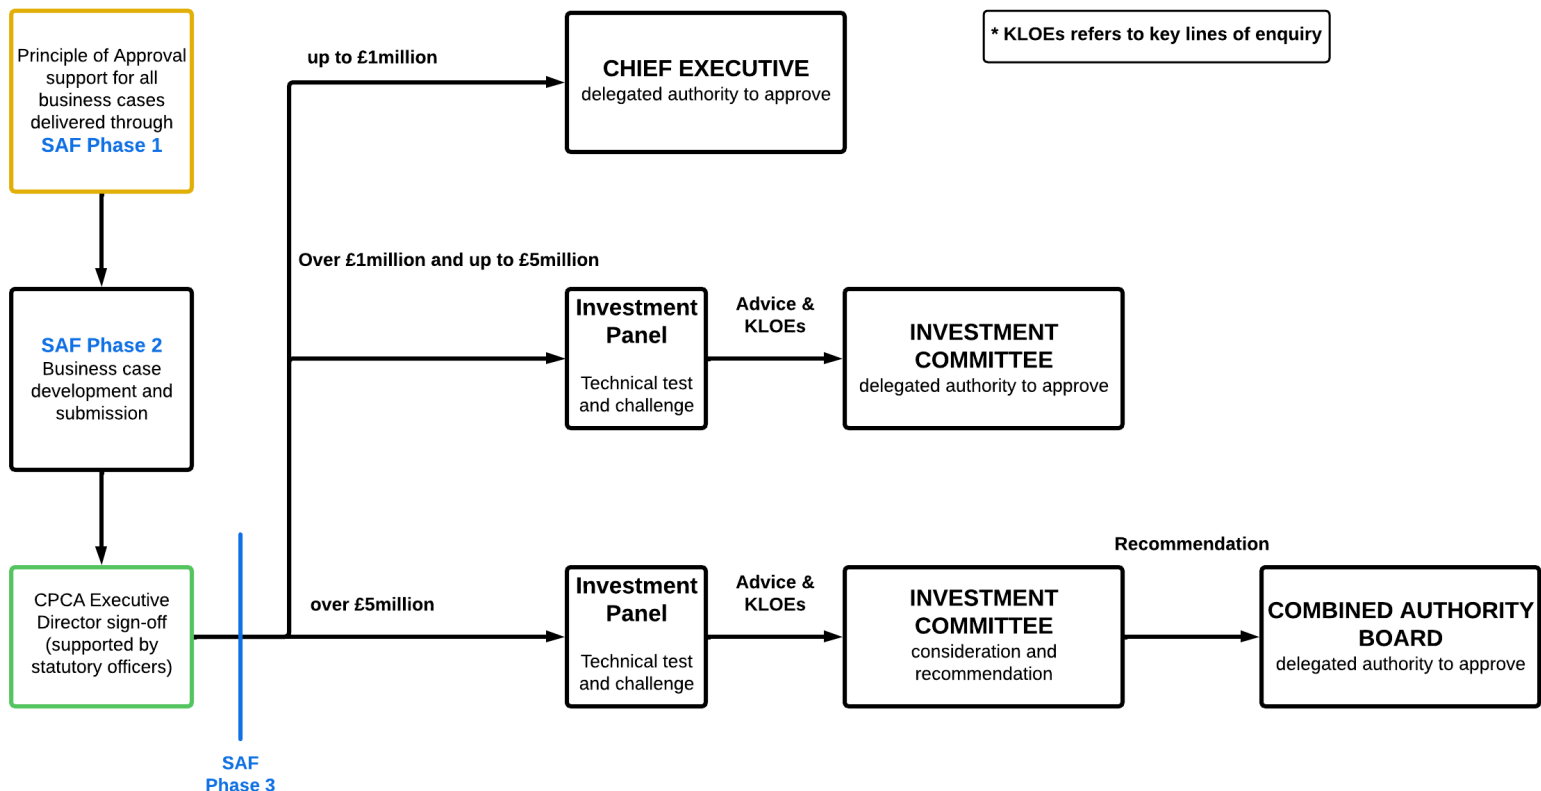 Principle of Approval
support for all
business cases
delivered through
SAF Phase 1
SAF Phase 2
Business case
development and
submission
CPCA Executive
Director sign-off
(supported by
statutory officers)
SAF
Phase 3
up to £1million
CHIEF EXECUTIVE
delegated authority to approve
* KLOEs refers to key lines of enquiry
Over £1million and up to £5million
Investment
Panel
Technical test
and challenge
Advice &
KLOEs
INVESTMENT
COMMITTEE
delegated authority to approve
over £5million
Investment
Panel
Technical test
and challenge
Advice &
KLOEs
INVESTMENT
COMMITTEE
consideration and
recommendation
Recommendation
COMBINED AUTHORITY
BOARD
delegated authority to approve